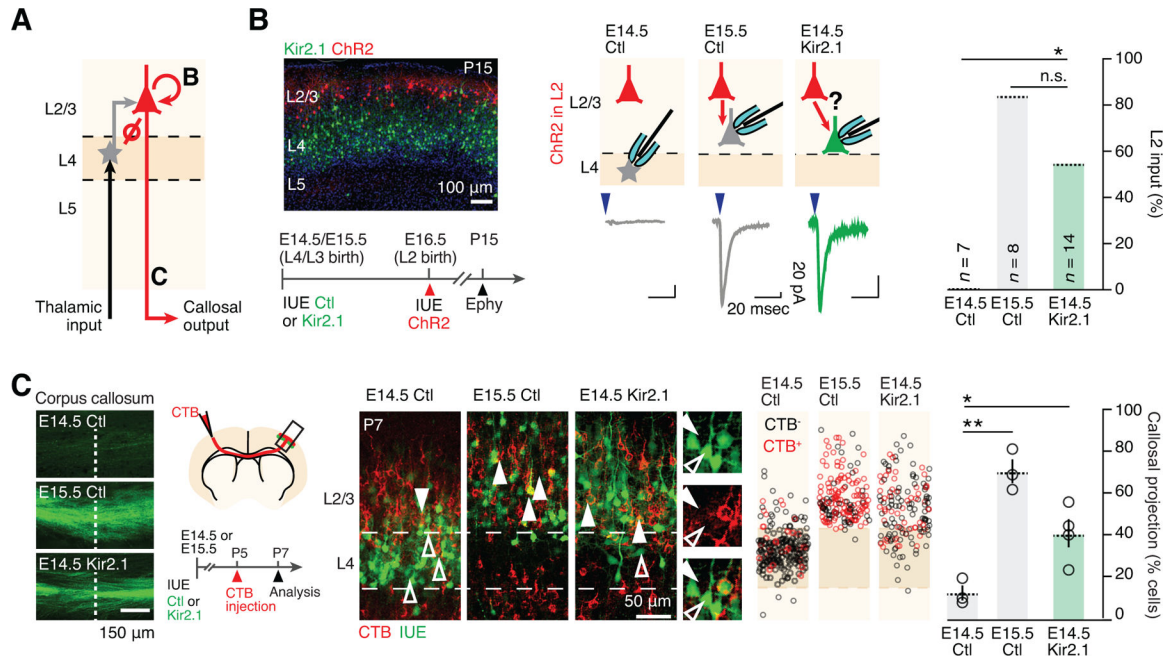 A
B
L2/3
L4
L5
C
Thalamic
input
Callosal
output
B
Kir2.1 ChR2
P15
L2/3
L4
L5
100 µm
E14.5/E15.5
(L4/L3 birth)
E16.5
(L2 birth)
P15
IUE Ctl
or Kir2.1
IUE
ChR2
Ephy
E14.5
Ctl
E15.5
Ctl
E14.5
Kir2.1
ChR2 in L2
L2/3
L4
?
20 pA
20 msec
*
n.s.
100
80
60
40
20
0
L2 input (%)
n = 7
n = 8
n = 14
E14.5
Ctl
E15.5
Ctl
E14.5
Kir2.1
C
Corpus callosum
E14.5 Ctl
E15.5 Ctl
E14.5 Kir2.1
150 µm
CTB
E14.5 or
E15.5
P5
P7
IUE
Ctl or
Kir2.1
CTB
injection
Analysis
E14.5 Ctl
E15.5 Ctl
E14.5 Kir2.1
P7
L2/3
L4
50 µm
CTB IUE
E14.5
Ctl
E15.5
Ctl
E14.5
Kir2.1
CTB-
CTB+
*
**
100
80
60
40
20
0
Callosal projection (% cells)
E14.5
Ctl
E15.5
Ctl
E14.5
Kir2.1